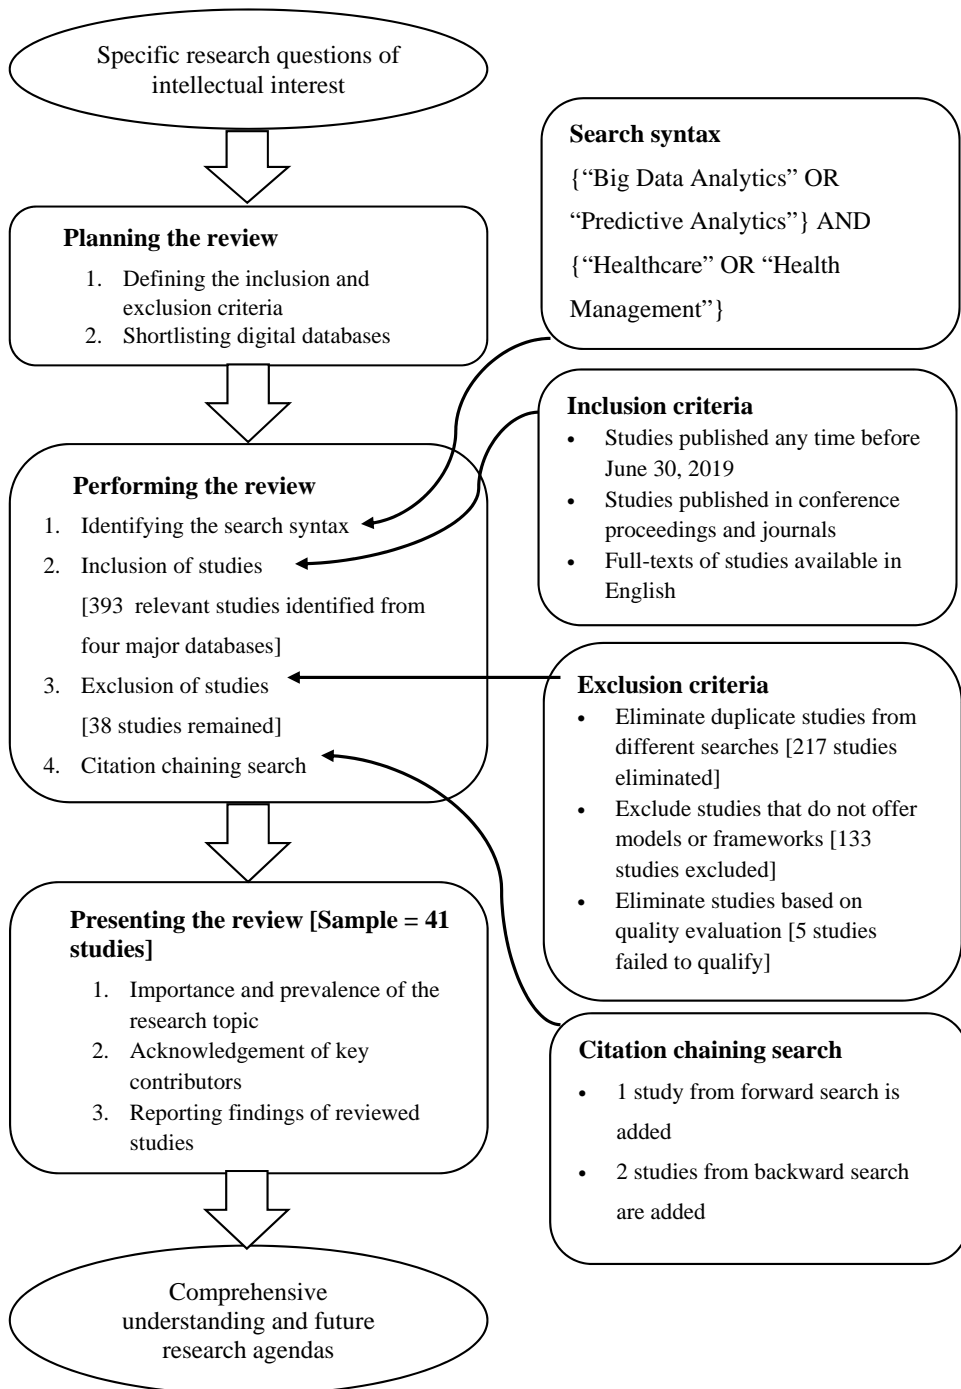 Specific research questions of
intellectual interest
Planning the review
1. Defining the inclusion and
exclusion criteria
2. Shortlisting digital databases
Performing the review
1. Identifying the search syntax
2. Inclusion of studies
[393 relevant studies identified from
four major databases]
3. Exclusion of studies
[38 studies remained]
4. Citation chaining search
Presenting the review [Sample = 41
studies]
1. Importance and prevalence of the
research topic
2. Acknowledgement of key
contributors
3. Reporting findings of reviewed
studies
Comprehensive
understanding and future
research agendas
Search syntax
{“Big Data Analytics” OR
“Predictive Analytics”} AND
{“Healthcare” OR “Health
Management”}
Inclusion criteria
• Studies published any time before
June 30, 2019
• Studies published in conference
proceedings and journals
• Full-texts of studies available in
English
Exclusion criteria
• Eliminate duplicate studies from
different searches [217 studies
eliminated]
• Exclude studies that do not offer
models or frameworks [133
studies excluded]
• Eliminate studies based on
quality evaluation [5 studies
failed to qualify]
Citation chaining search
• 1 study from forward search is
added
• 2 studies from backward search
are added